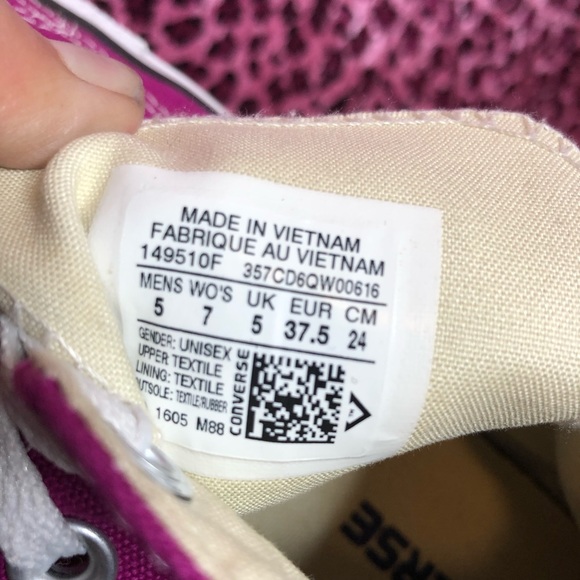 MADE IN VIETNAM
FABRIQUE AU VIETNAM
149510F 357CD6QW00616
MENS WO'S UK EUR CM
5 7 5 37.5 24
GENDER: UNISEX
UPPER TEXTILE
LINING: TEXTILE
OUTSOLE: TEXTILE/RUBBER
1605 M88
CONVERSE
ERSE